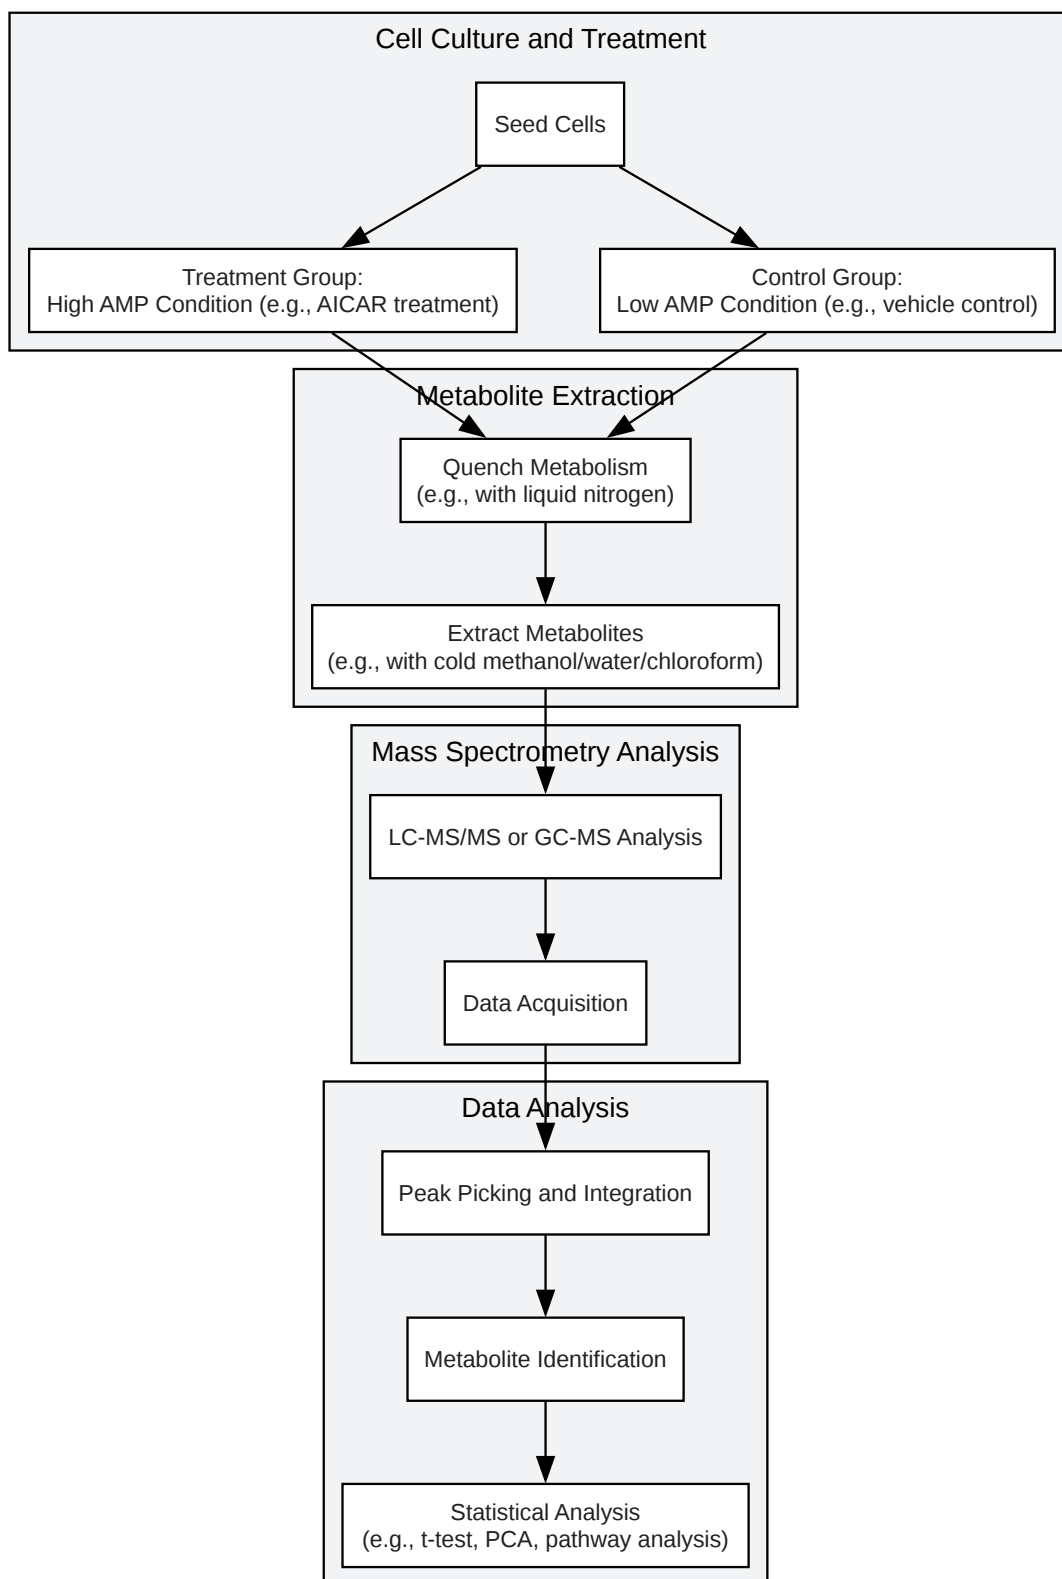 Cell Culture and Treatment
Seed Cells
Treatment Group:
High AMP Condition (e.g., AICAR treatment)
Control Group:
Low AMP Condition (e.g., vehicle control)
Metabolite Extraction
Quench Metabolism
(e.g., with liquid nitrogen)
Extract Metabolites
(e.g., with cold methanol/water/chloroform)
Mass Spectrometry Analysis
LC-MS/MS or GC-MS Analysis
Data Acquisition
Data Analysis
Peak Picking and Integration
Metabolite Identification
Statistical Analysis
(e.g., t-test, PCA, pathway analysis)